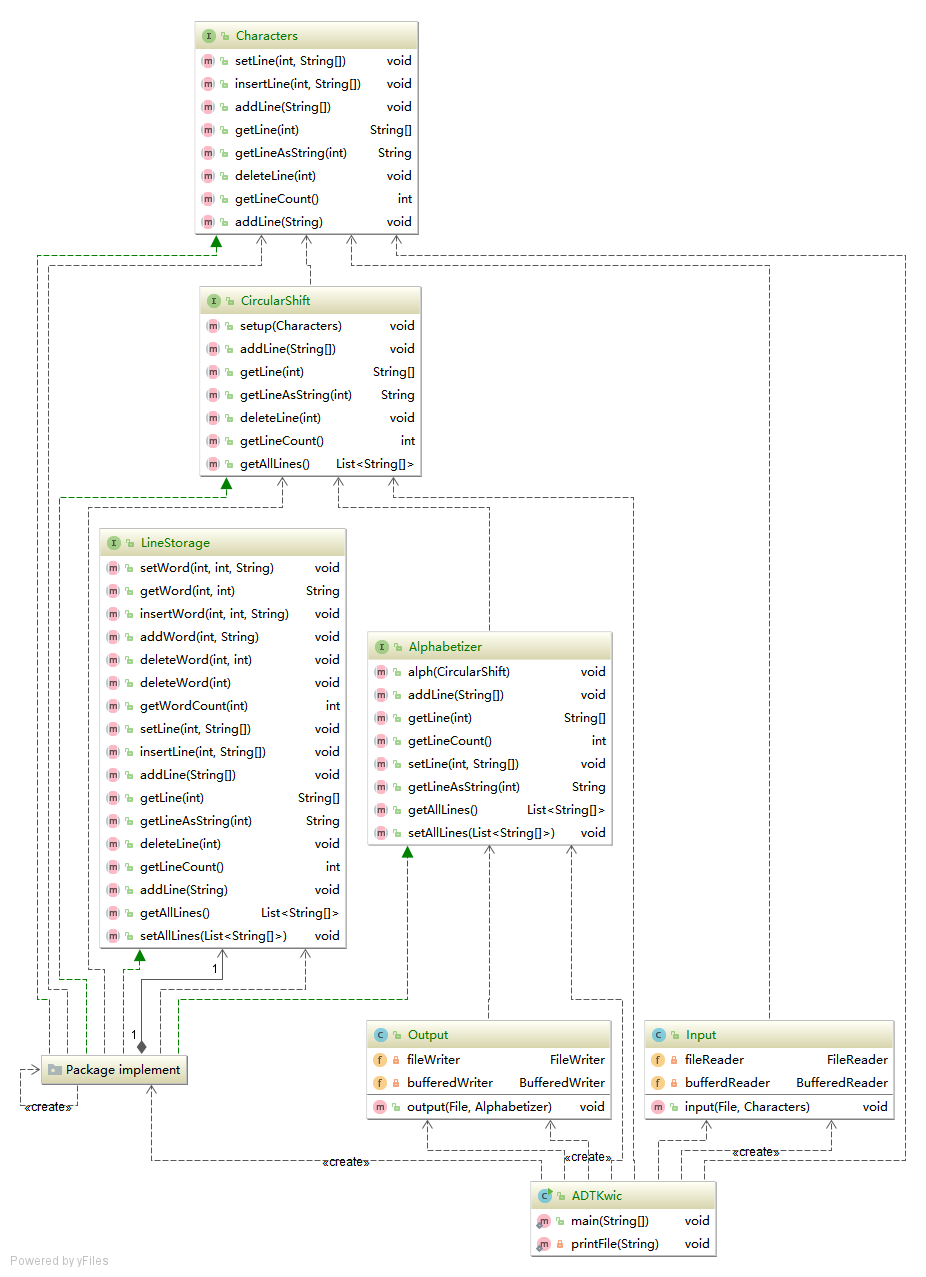 Characters
setLine(int, String[]) void
insertLine(int, String[]) void
addLine(String[]) void
getLine(int) String[]
getLineAsString(int) String
deleteLine(int) void
getLineCount() int
addLine(String) void
CircularShift
setup(Characters) void
addLine(String[]) void
getLine(int) String[]
getLineAsString(int) String
deleteLine(int) void
getLineCount() int
getAllLines() List<String[]>
LineStorage
setWord(int, int, String) void
getWord(int, int) String
insertWord(int, int, String) void
addWord(int, String) void
deleteWord(int, int) void
deleteWord(int) void
getWordCount(int) int
setLine(int, String[]) void
insertLine(int, String[]) void
addLine(String[]) void
getLine(int) String[]
getLineAsString(int) String
deleteLine(int) void
getLineCount() int
addLine(String) void
getAllLines() List<String[]>
setAllLines(List<String[]>) void
Alphabetizer
alph(CircularShift) void
addLine(String[]) void
getLine(int) String[]
getLineCount() int
setLine(int, String[]) void
getLineAsString(int) String
getAllLines() List<String[]>
setAllLines(List<String[]>) void
1
1
Package implement
«create»
Output
fileWriter FileWriter
bufferedWriter BufferedWriter
output(File, Alphabetizer) void
Input
fileReader FileReader
bufferdReader BufferedReader
input(File, Characters) void
«create»
«create»
«create»
ADTKwic
main(String[]) void
printFile(String) void
Powered by yFiles